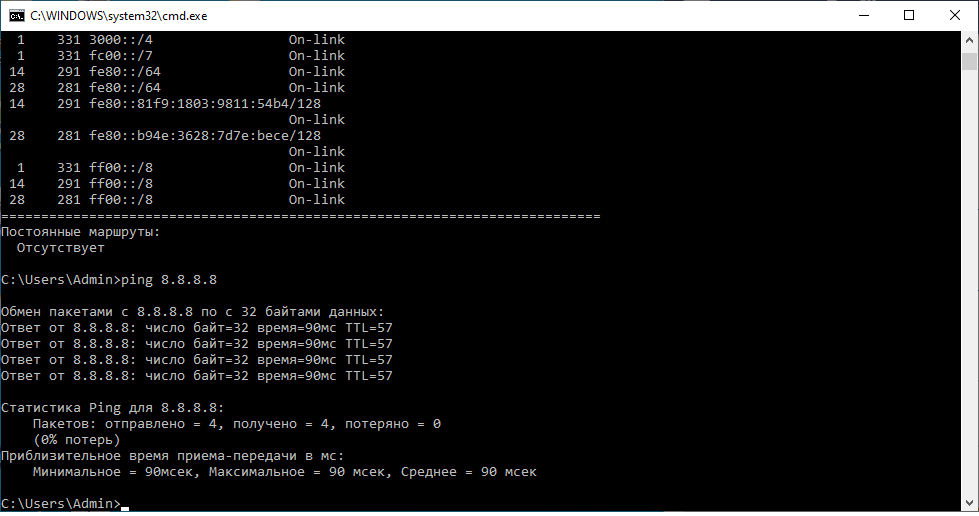 C:\WINDOWS\system32\cmd.exe
1 331 3000::/4 On-link
1 331 fc00::/7 On-link
14 291 fe80::/64 On-link
28 281 fe80::/64 On-link
14 291 fe80::81f9:1803:9811:54b4/128
On-link
28 281 fe80::b94e:3628:7d7e:bece/128
On-link
1 331 ff00::/8 On-link
14 291 ff00::/8 On-link
28 281 ff00::/8 On-link
===========================================================================
Постоянные маршруты:
Отсутствует
C:\Users\Admin>ping 8.8.8.8
Обмен пакетами с 8.8.8.8 по с 32 байтами данных:
Ответ от 8.8.8.8: число байт=32 время=90мс TTL=57
Ответ от 8.8.8.8: число байт=32 время=90мс TTL=57
Ответ от 8.8.8.8: число байт=32 время=90мс TTL=57
Ответ от 8.8.8.8: число байт=32 время=90мс TTL=57
Статистика Ping для 8.8.8.8:
Пакетов: отправлено = 4, получено = 4, потеряно = 0
(0% потерь)
Приблизительное время приема-передачи в мс:
Минимальное = 90мсек, Максимальное = 90 мсек, Среднее = 90 мсек
C:\Users\Admin>